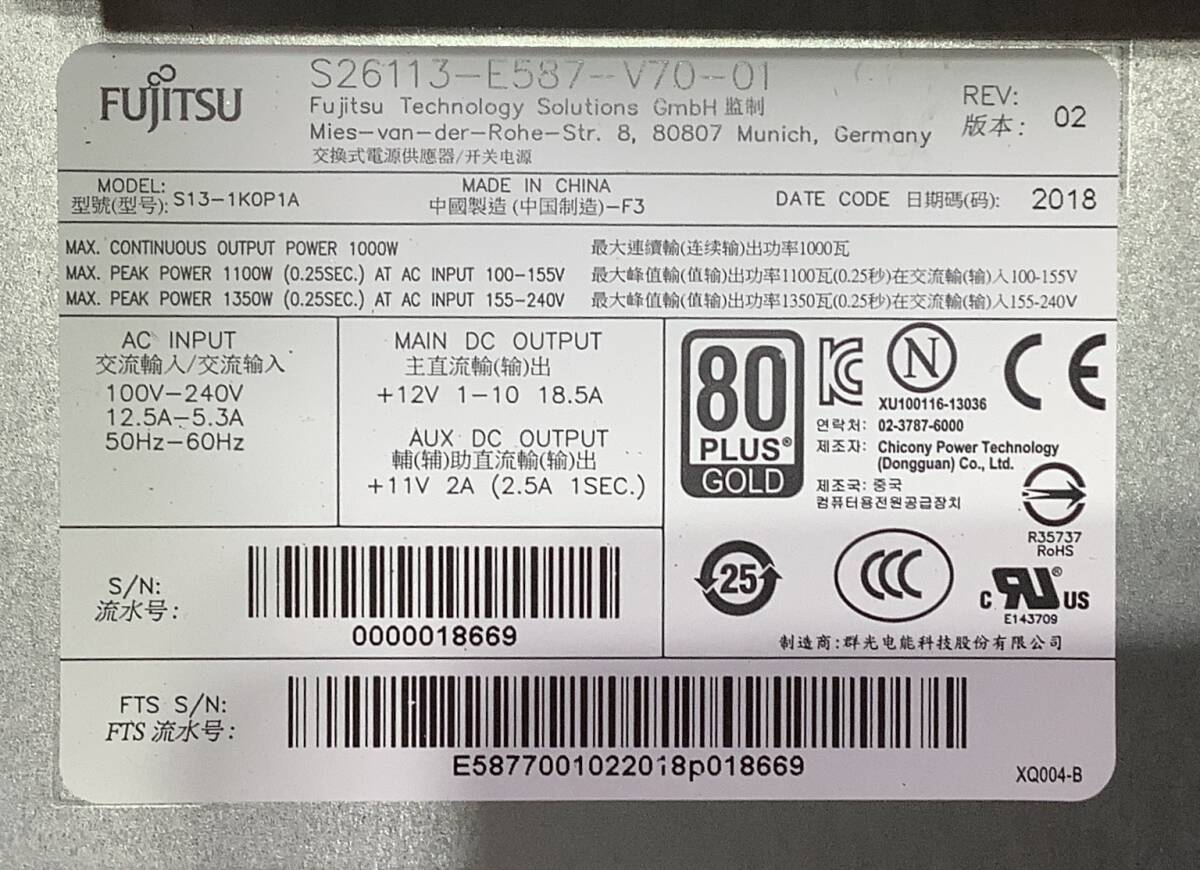 FUJITSU
S26113-E587-V70-01
Fujitsu Technology Solutions GmbH 監制
Mies-van-der-Rohe-Str. 8, 80807 Munich, Germany
交換式電源供應器/开关电源
REV:
版本: 02
MODEL:
型號(型号): S13-1K0P1A
MADE IN CHINA
中國製造 (中国制造)-F3
DATE CODE 日期碼(码): 2018
MAX. CONTINUOUS OUTPUT POWER 1000W
最大連續輸(连续输)出功率1000瓦
MAX. PEAK POWER 1100W (0.25SEC.) AT AC INPUT 100-155V
最大峰值輸(值输)出功率1100瓦(0.25秒)在交流輸(输)入100-155V
MAX. PEAK POWER 1350W (0.25SEC.) AT AC INPUT 155-240V
最大峰值輸(值输)出功率1350瓦(0.25秒)在交流輸(输)入155-240V
AC INPUT
交流輸入/交流输入
100V-240V
12.5A-5.3A
50Hz-60Hz
MAIN DC OUTPUT
主直流輸(输)出
+12V 1-10 18.5A
AUX DC OUTPUT
輔(辅)助直流輸(输)出
+11V 2A (2.5A 1SEC.)
80
PLUS®
GOLD
KC
N
CE
XU100116-13036
연락처: 02-3787-6000
제조자: Chicony Power Technology
(Dongguan) Co., Ltd.
제조국: 중국
컴퓨터용전원공급장치
R35737
RoHS
25
CCC
c RU® US
E143709
制造商:群光电能科技股份有限公司
S/N:
流水号:
0000018669
FTS S/N:
FTS 流水号:
E5877001022018p018669
XQ004-B